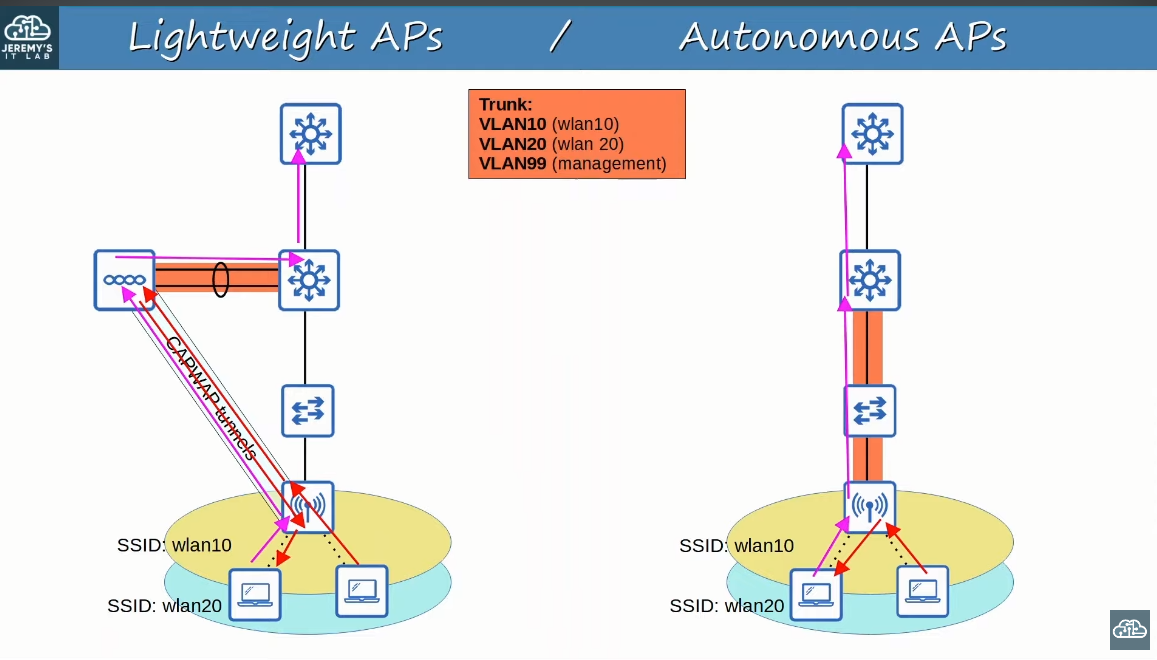 JEREMY'S
IT LAB
Lightweight APs / Autonomous APs
Trunk:
VLAN10 (wlan10)
VLAN20 (wlan 20)
VLAN99 (management)
CAPWAP tunnels
SSID: wlan10
SSID: wlan20
SSID: wlan10
SSID: wlan20